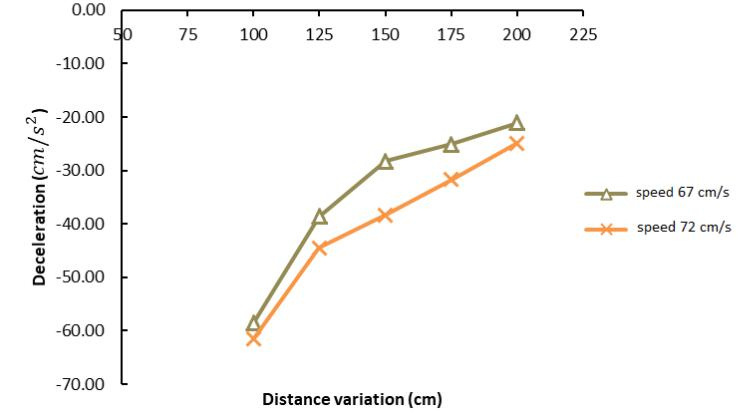 0.00
50 75 100 125 150 175 200 225
-10.00
-20.00
-30.00
-40.00
-50.00
-60.00
-70.00
Deceleration (cm/s²)
speed 67 cm/s
speed 72 cm/s
Distance variation (cm)